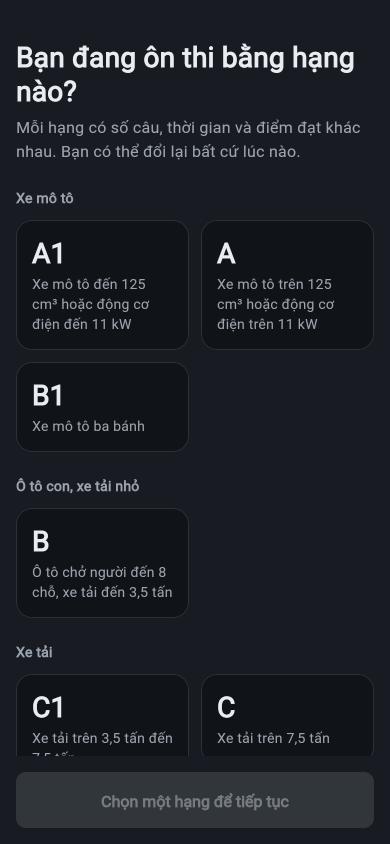 Bạn đang ôn thi bằng hạng
nào?
Mỗi hạng có số câu, thời gian và điểm đạt khác
nhau. Bạn có thể đổi lại bất cứ lúc nào.
Xe mô tô
A1
Xe mô tô đến 125
cm³ hoặc động cơ
điện đến 11 kW
A
Xe mô tô trên 125
cm³ hoặc động cơ
điện trên 11 kW
B1
Xe mô tô ba bánh
Ô tô con, xe tải nhỏ
B
Ô tô chở người đến 8
chỗ, xe tải đến 3,5 tấn
Xe tải
C1
Xe tải trên 3,5 tấn đến
7,5 tấn
C
Xe tải trên 7,5 tấn
Chọn một hạng để tiếp tục